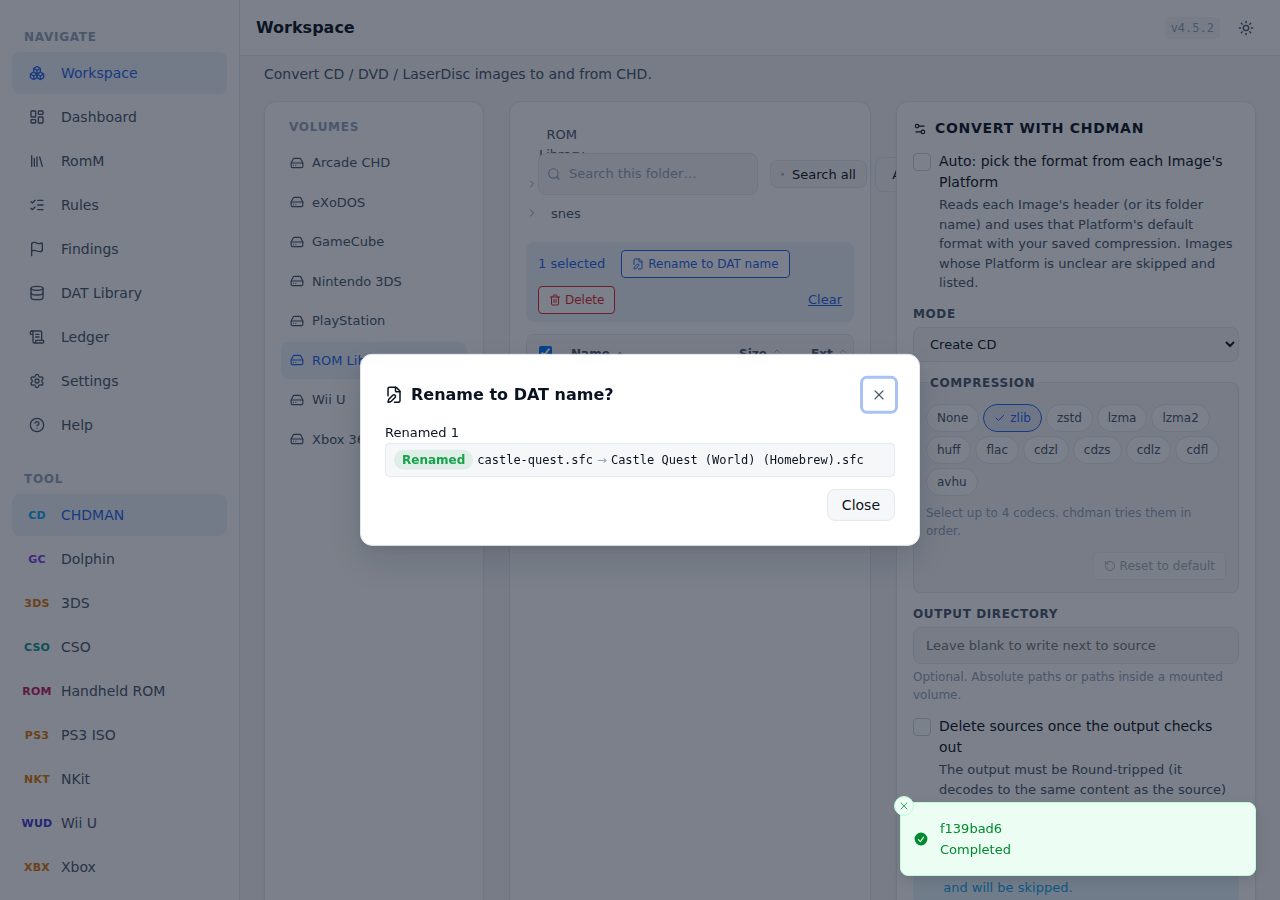 NAVIGATE
Workspace
Dashboard
RomM
Rules
Findings
DAT Library
Ledger
Settings
Help
TOOL
CD CHDMAN
GC Dolphin
3DS 3DS
CSO CSO
ROM Handheld ROM
PS3 PS3 ISO
NKT NKit
WUD Wii U
XBX Xbox
Workspace
v4.5.2
Convert CD / DVD / LaserDisc images to and from CHD.
VOLUMES
Arcade CHD
eXoDOS
GameCube
Nintendo 3DS
PlayStation
ROM Lib
Wii U
Xbox 36
ROM
Library
Search this folder…
Search all
snes
1 selected
Rename to DAT name
Delete
Clear
Name
Size
Ext
Rename to DAT name?
Renamed 1
Renamed castle-quest.sfc → Castle Quest (World) (Homebrew).sfc
Close
CONVERT WITH CHDMAN
Auto: pick the format from each Image's
Platform
Reads each Image's header (or its folder
name) and uses that Platform's default
format with your saved compression. Images
whose Platform is unclear are skipped and
listed.
MODE
Create CD
COMPRESSION
None zlib zstd lzma lzma2
huff flac cdzl cdzs cdlz cdfl
avhu
Select up to 4 codecs. chdman tries them in
order.
Reset to default
OUTPUT DIRECTORY
Leave blank to write next to source
Optional. Absolute paths or paths inside a mounted
volume.
Delete sources once the output checks
out
The output must be Round-tripped (it
decodes to the same content as the source)
f139bad6
Completed
and will be skipped.